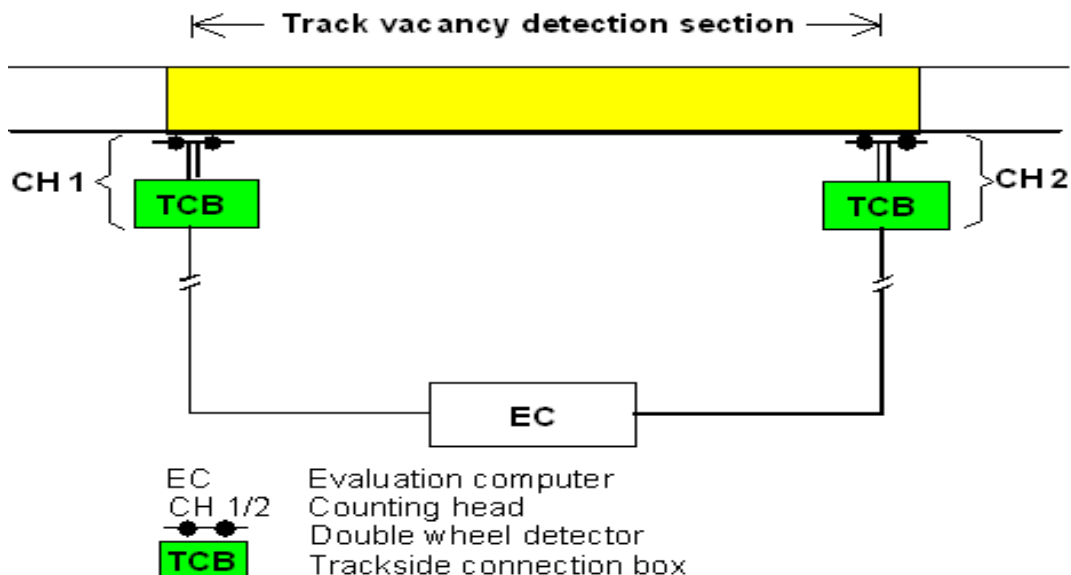 Track vacancy detection section
CH 1
TCB
TCB
CH 2
EC
EC Evaluation computer
CH 1/2 Counting head
Double wheel detector
TCB Trackside connection box